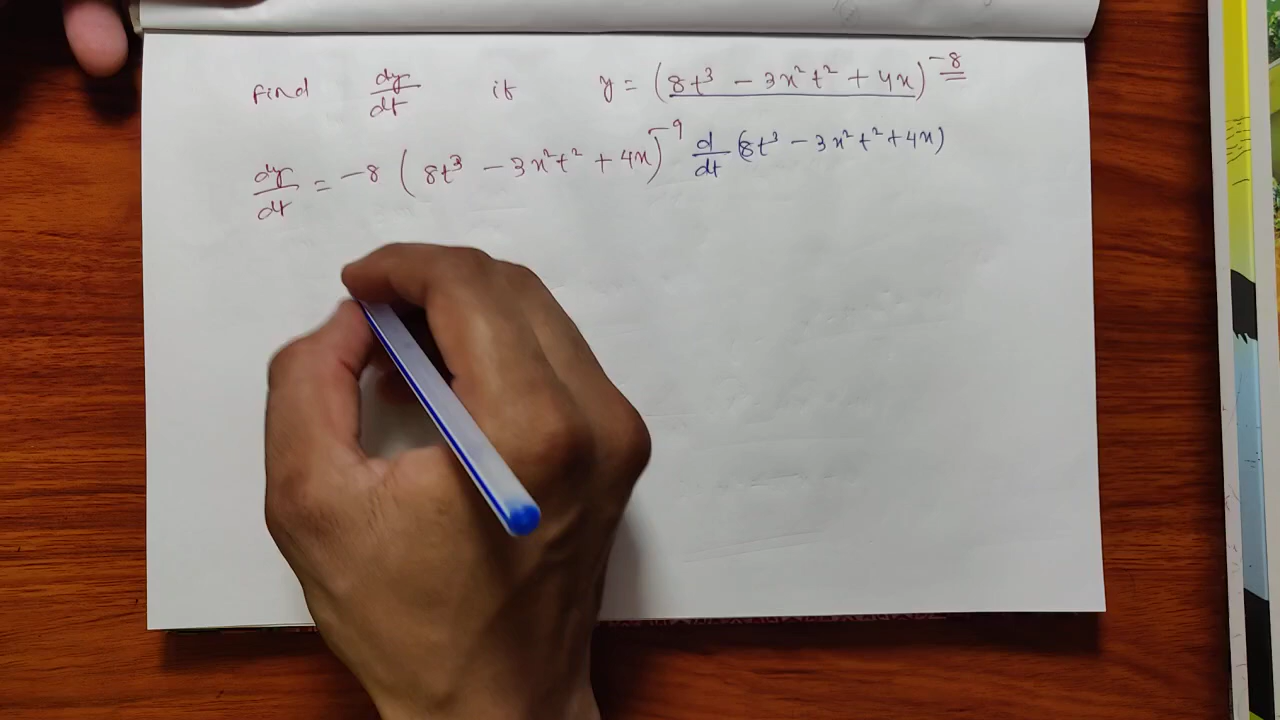 Find dy/dt if y = (8t³ - 3x²t² + 4x)⁻⁸
dy/dt = -8 (8t³ - 3x²t² + 4x)⁻⁹ d/dt (8t³ - 3x²t² + 4x)